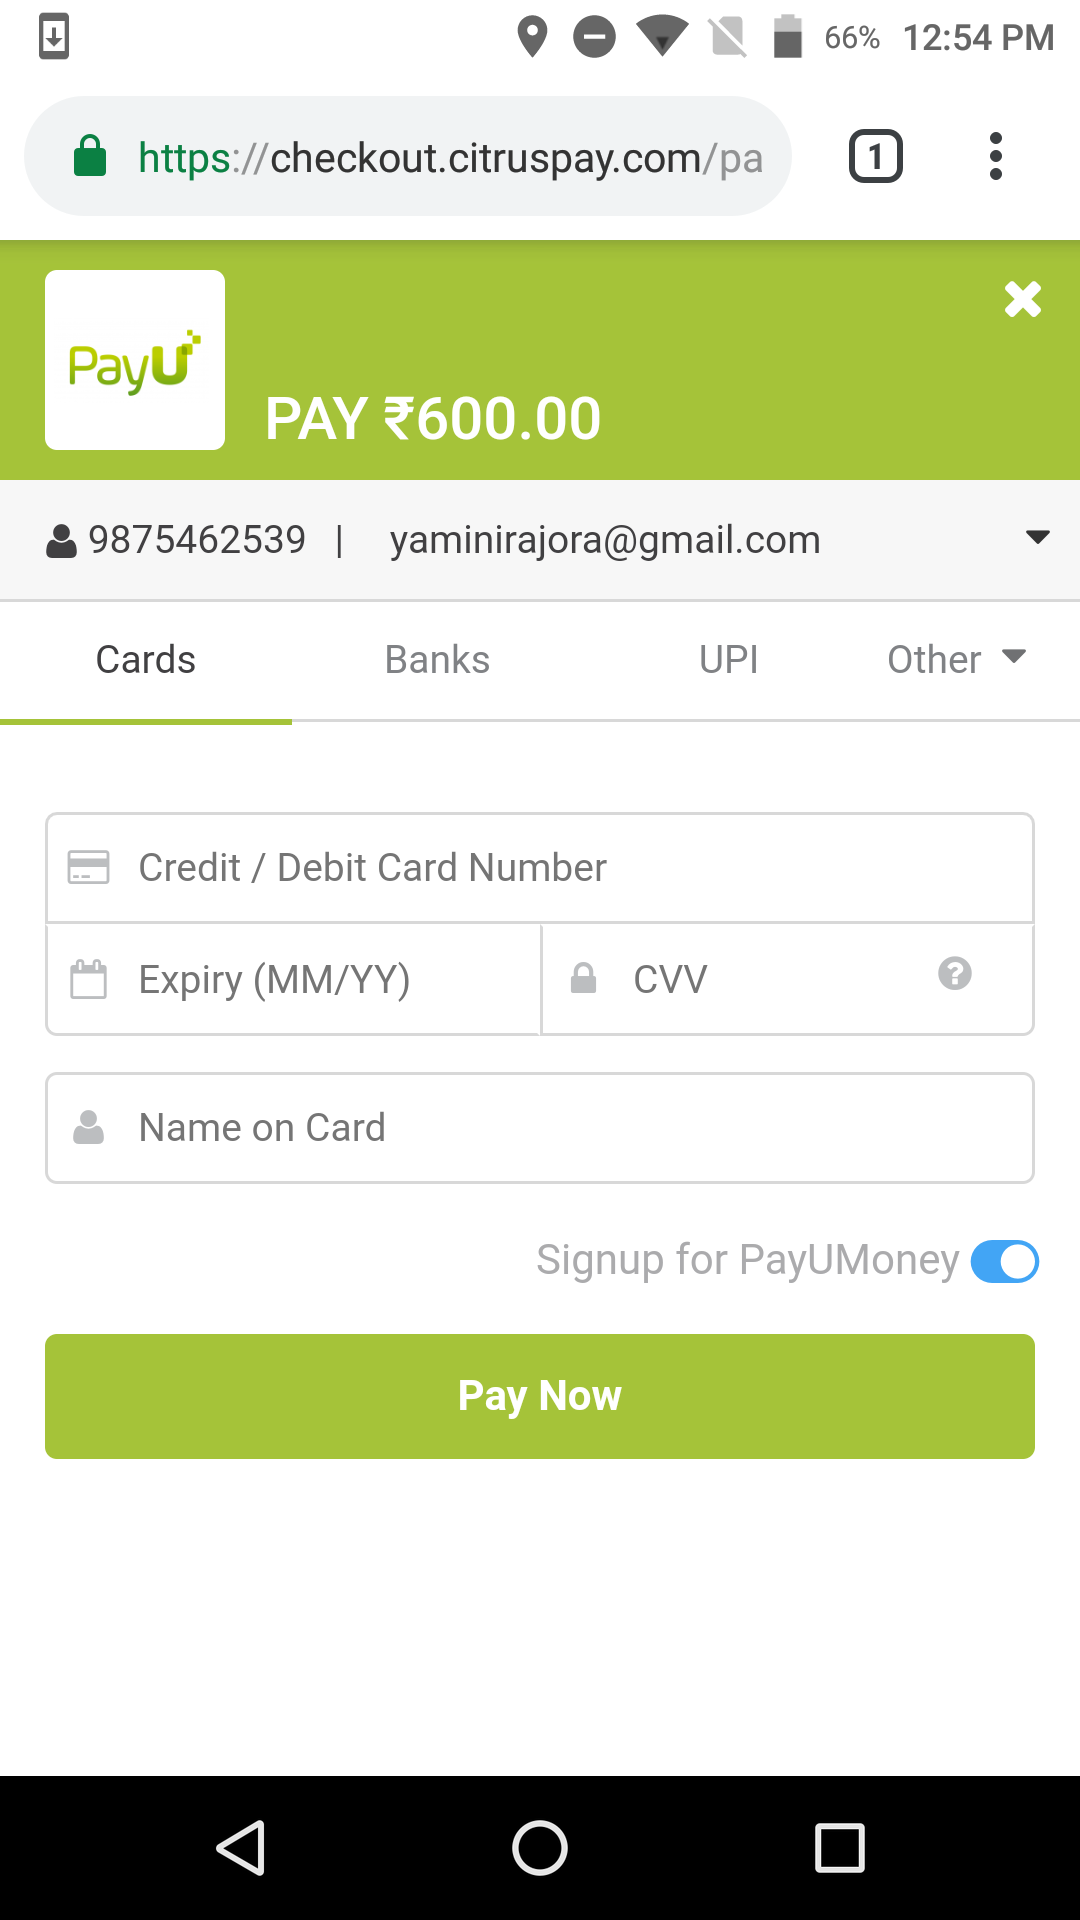 66% 12:54 PM
https://checkout.citruspay.com/pa
1
PayU
PAY ₹600.00
9875462539 | yaminirajora@gmail.com
Cards Banks UPI Other
Credit / Debit Card Number
Expiry (MM/YY) CVV ?
Name on Card
Signup for PayUMoney
Pay Now